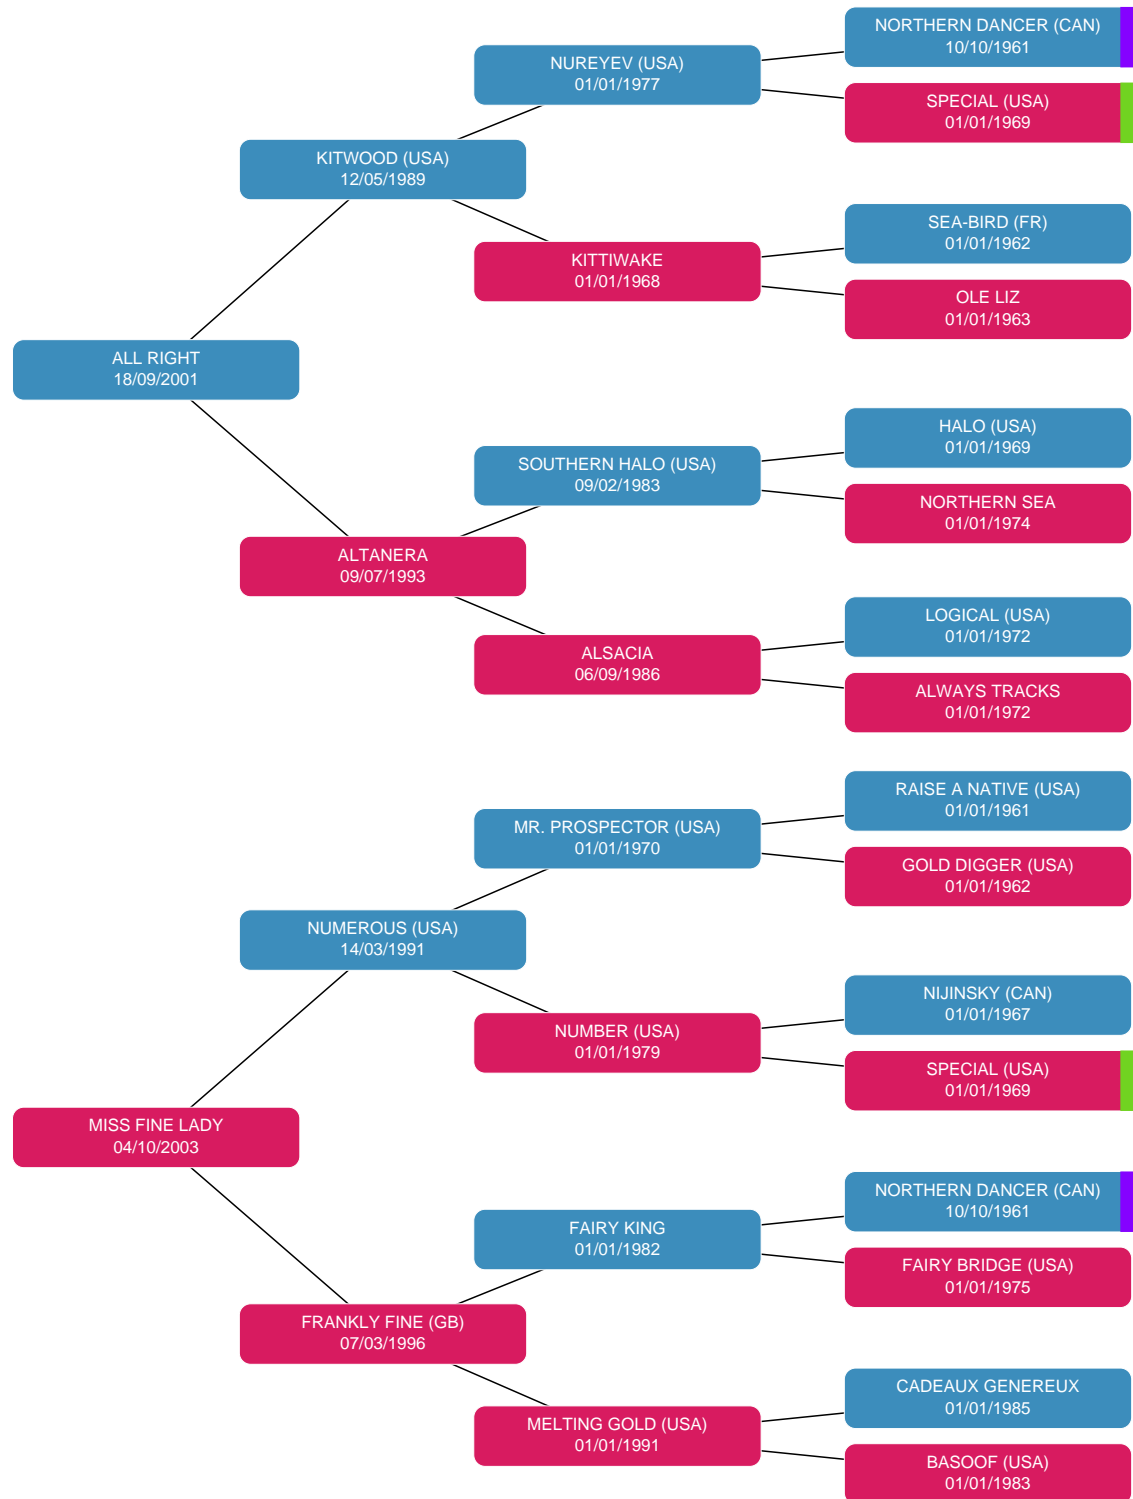 NORTHERN DANCER (CAN)
10/10/1961
NUREYEV (USA)
01/01/1977
SPECIAL (USA)
01/01/1969
KITWOOD (USA)
12/05/1989
SEA-BIRD (FR)
01/01/1962
KITTIWAKE
01/01/1968
OLE LIZ
01/01/1963
ALL RIGHT
18/09/2001
HALO (USA)
01/01/1969
SOUTHERN HALO (USA)
09/02/1983
NORTHERN SEA
01/01/1974
ALTANERA
09/07/1993
LOGICAL (USA)
01/01/1972
ALSACIA
06/09/1986
ALWAYS TRACKS
01/01/1972
RAISE A NATIVE (USA)
01/01/1961
MR. PROSPECTOR (USA)
01/01/1970
GOLD DIGGER (USA)
01/01/1962
NUMEROUS (USA)
14/03/1991
NIJINSKY (CAN)
01/01/1967
NUMBER (USA)
01/01/1979
SPECIAL (USA)
01/01/1969
MISS FINE LADY
04/10/2003
NORTHERN DANCER (CAN)
10/10/1961
FAIRY KING
01/01/1982
FAIRY BRIDGE (USA)
01/01/1975
FRANKLY FINE (GB)
07/03/1996
CADEAUX GENEREUX
01/01/1985
MELTING GOLD (USA)
01/01/1991
BASOOF (USA)
01/01/1983